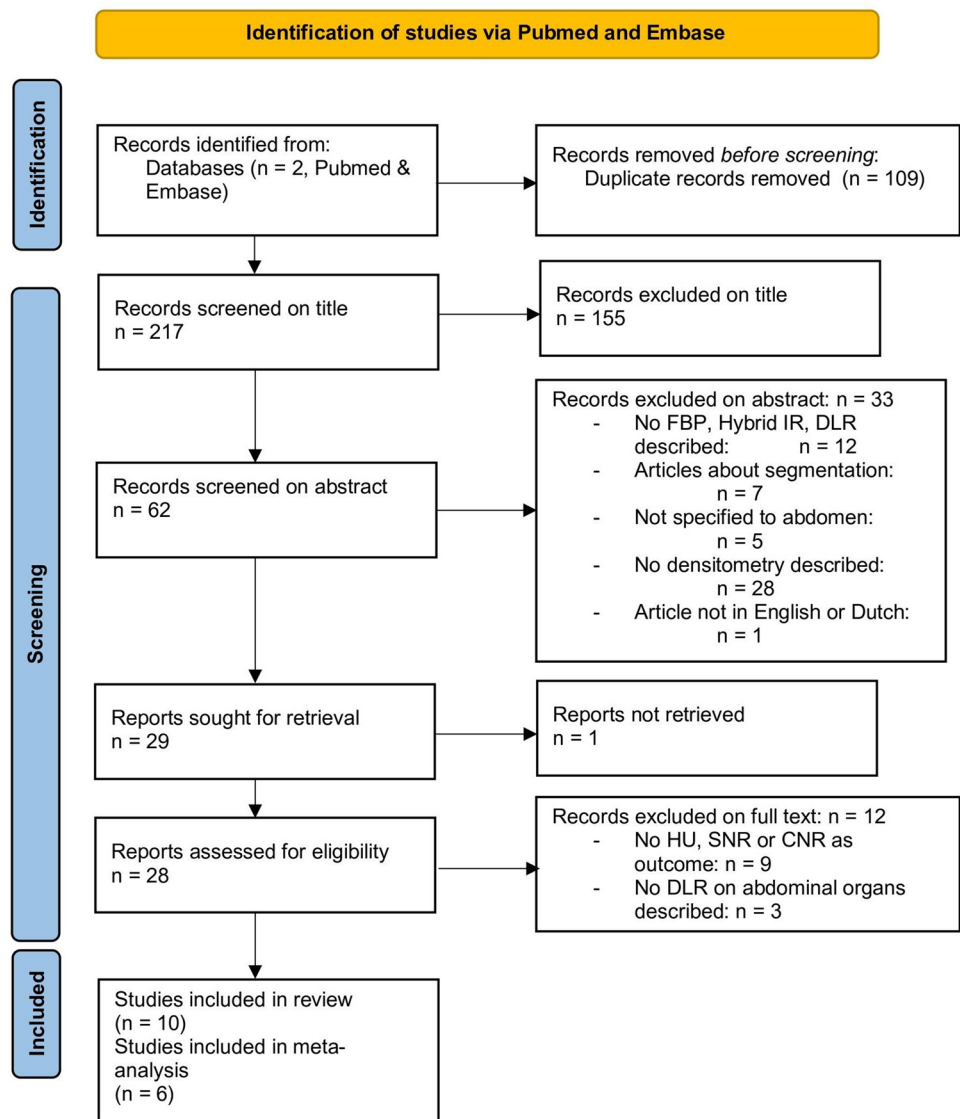 Identification of studies via Pubmed and Embase
Identification
Records identified from:
Databases (n = 2, Pubmed &
Embase)
Records removed before screening:
Duplicate records removed (n = 109)
Screening
Records screened on title
n = 217
Records excluded on title
n = 155
Records screened on abstract
n = 62
Records excluded on abstract: n = 33
- No FBP, Hybrid IR, DLR
described: n = 12
- Articles about segmentation:
n = 7
- Not specified to abdomen:
n = 5
- No densitometry described:
n = 28
- Article not in English or Dutch:
n = 1
Reports sought for retrieval
n = 29
Reports not retrieved
n = 1
Reports assessed for eligibility
n = 28
Records excluded on full text: n = 12
- No HU, SNR or CNR as
outcome: n = 9
- No DLR on abdominal organs
described: n = 3
Included
Studies included in review
(n = 10)
Studies included in meta-
analysis
(n = 6)